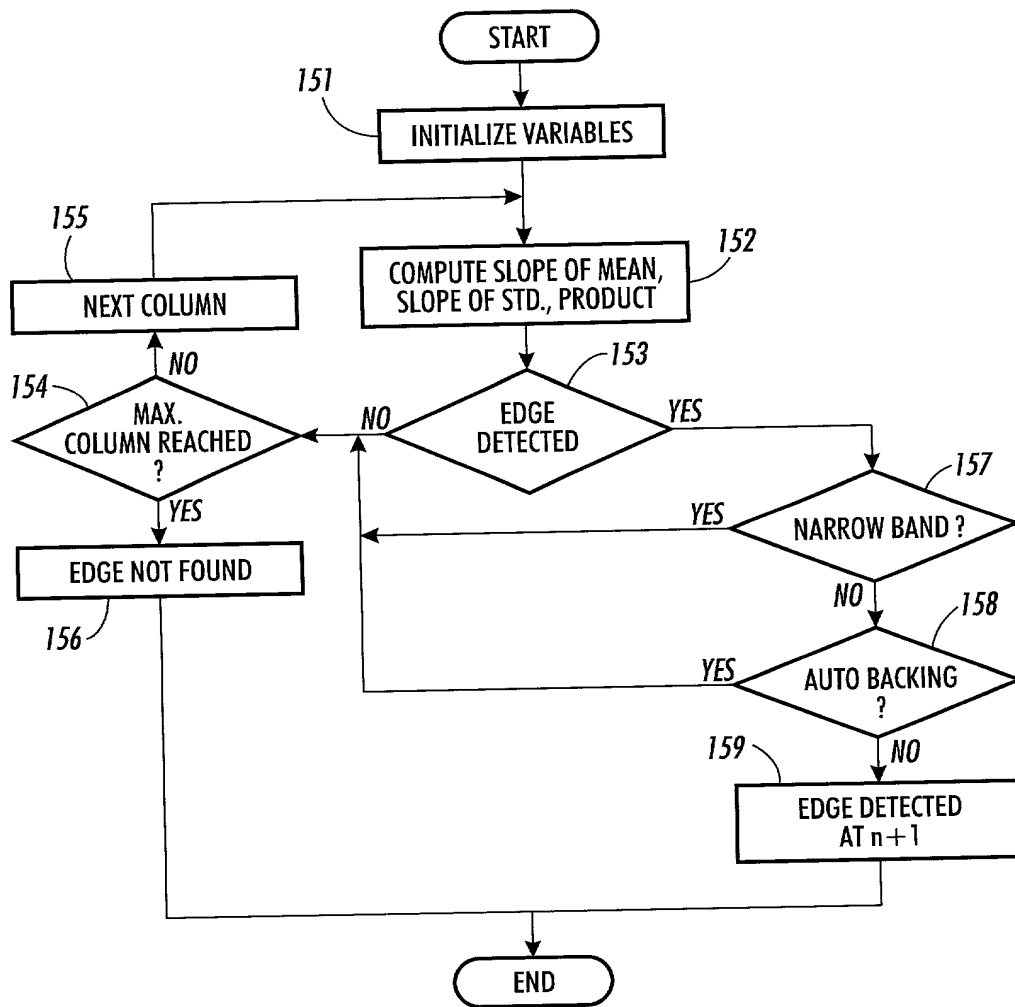 START
151
INITIALIZE VARIABLES
155
152
COMPUTE SLOPE OF MEAN,
SLOPE OF STD., PRODUCT
NEXT COLUMN
NO
153
154
MAX.
COLUMN REACHED
?
NO
EDGE
DETECTED
YES
157
YES
YES
NARROW BAND ?
EDGE NOT FOUND
NO
156
158
YES
AUTO BACKING
?
NO
159
EDGE DETECTED
AT n+1
END